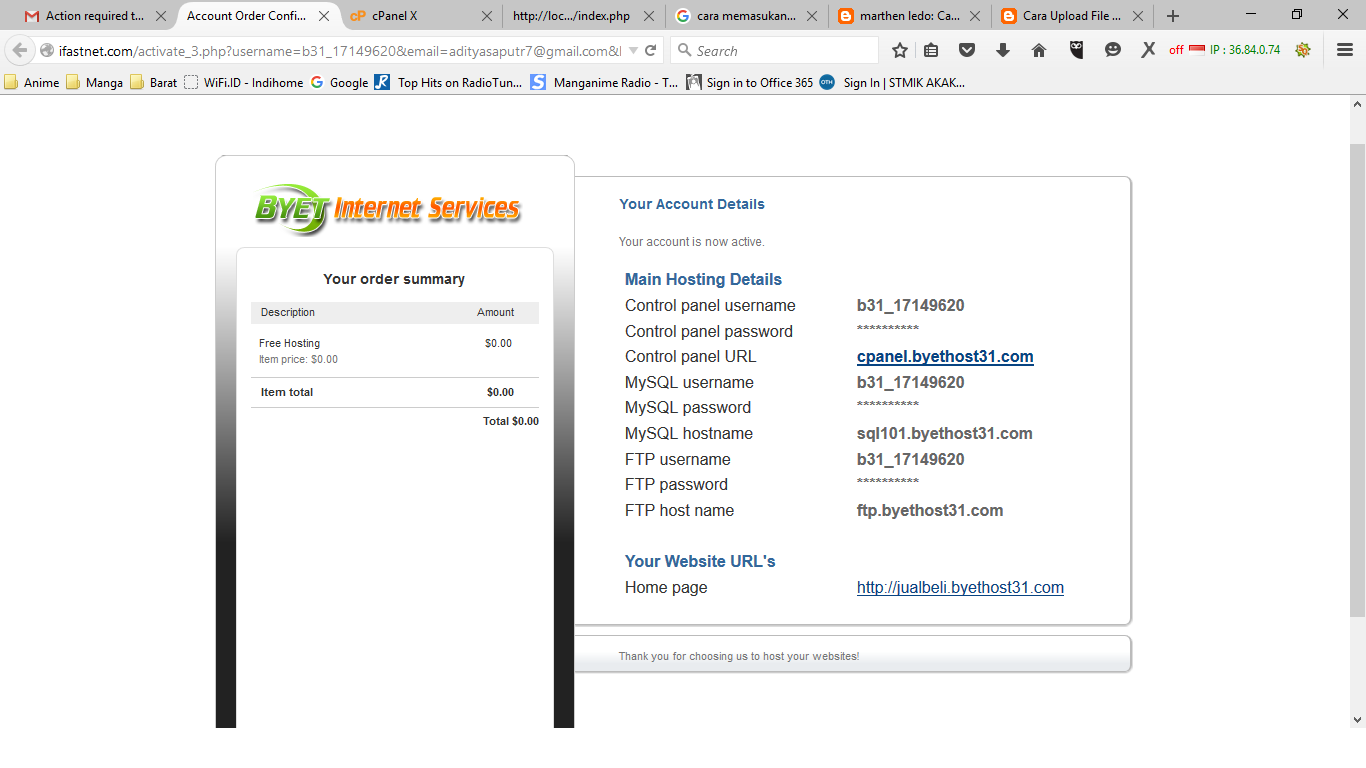 Action required t...
Account Order Confi...
cPanel X
http://loc.../index.php
cara memasukan...
marthen ledo: Ca...
Cara Upload File ...
ifastnet.com/activate_3.php?username=b31_17149620&email=adityasaputr7@gmail.com&
Search
off
IP : 36.84.0.74
Anime
Manga
Barat
WiFi.ID - Indihome
Google
Top Hits on RadioTun...
Manganime Radio - T...
Sign in to Office 365
Sign In | STMIK AKAK...
BYET Internet Services
Your order summary
Description Amount
Free Hosting $0.00
Item price: $0.00
Item total $0.00
Total $0.00
Your Account Details
Your account is now active.
Main Hosting Details
Control panel username b31_17149620
Control panel password **********
Control panel URL cpanel.byethost31.com
MySQL username b31_17149620
MySQL password **********
MySQL hostname sql101.byethost31.com
FTP username b31_17149620
FTP password **********
FTP host name ftp.byethost31.com
Your Website URL's
Home page http://jualbeli.byethost31.com
Thank you for choosing us to host your websites!